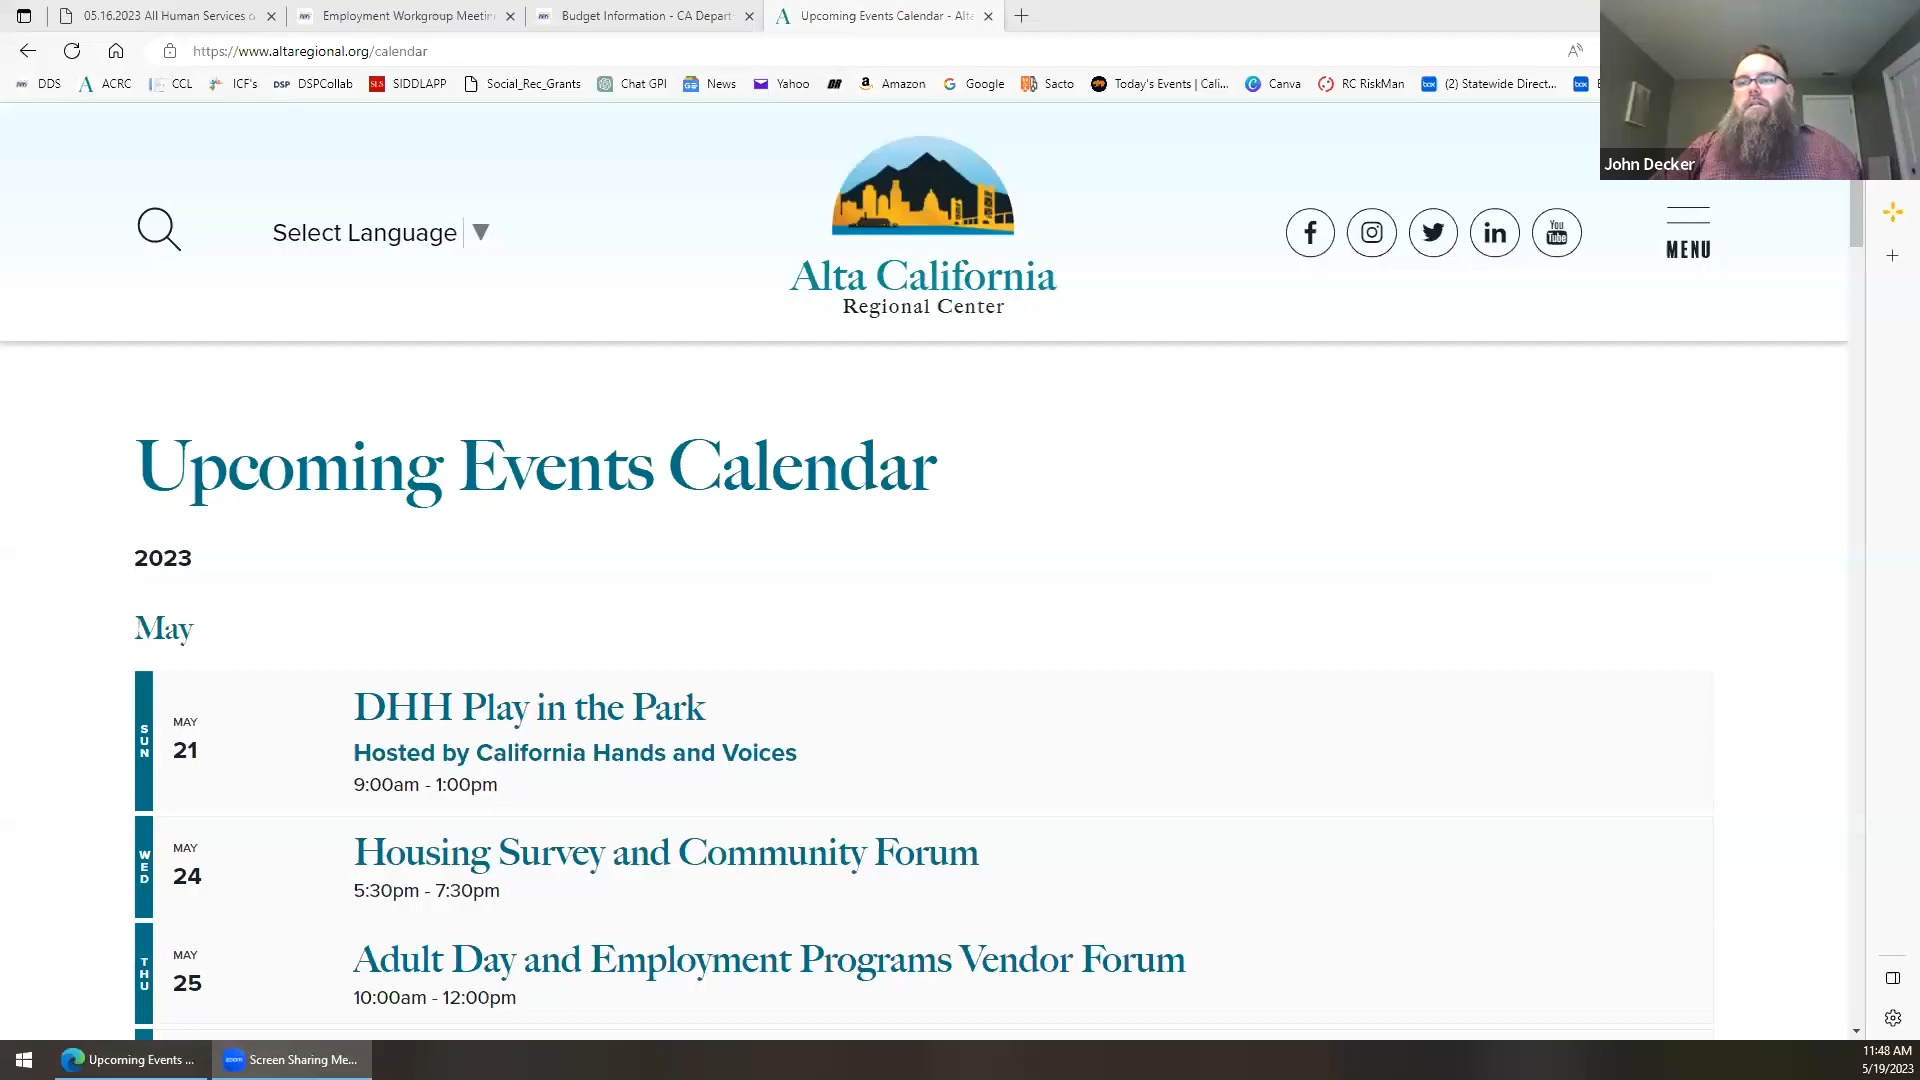 05.16.2023 All Human Services
Employment Workgroup Meetin
Budget Information - CA Depart
Upcoming Events Calendar - Alta
https://www.altaregional.org/calendar
DDS ACRC CCL ICF's DSPCollab SIDDLAPP Social_Rec_Grants Chat GPI News Yahoo Amazon Google Sacto Today's Events | Cali... Canva RC RiskMan (2) Statewide Direct...
John Decker
Select Language
Alta California
Regional Center
You
Tube
MENU
Upcoming Events Calendar
2023
May
SUN
MAY
21
DHH Play in the Park
Hosted by California Hands and Voices
9:00am - 1:00pm
WED
MAY
24
Housing Survey and Community Forum
5:30pm - 7:30pm
THU
MAY
25
Adult Day and Employment Programs Vendor Forum
10:00am - 12:00pm
Upcoming Events ...
zoom
Screen Sharing Me...
11:48 AM
5/19/2023